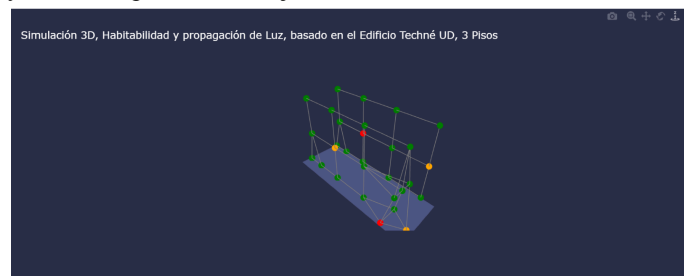 Simulación 3D, Habitabilidad y propagación de Luz, basado en el Edificio Techné UD, 3 Pisos